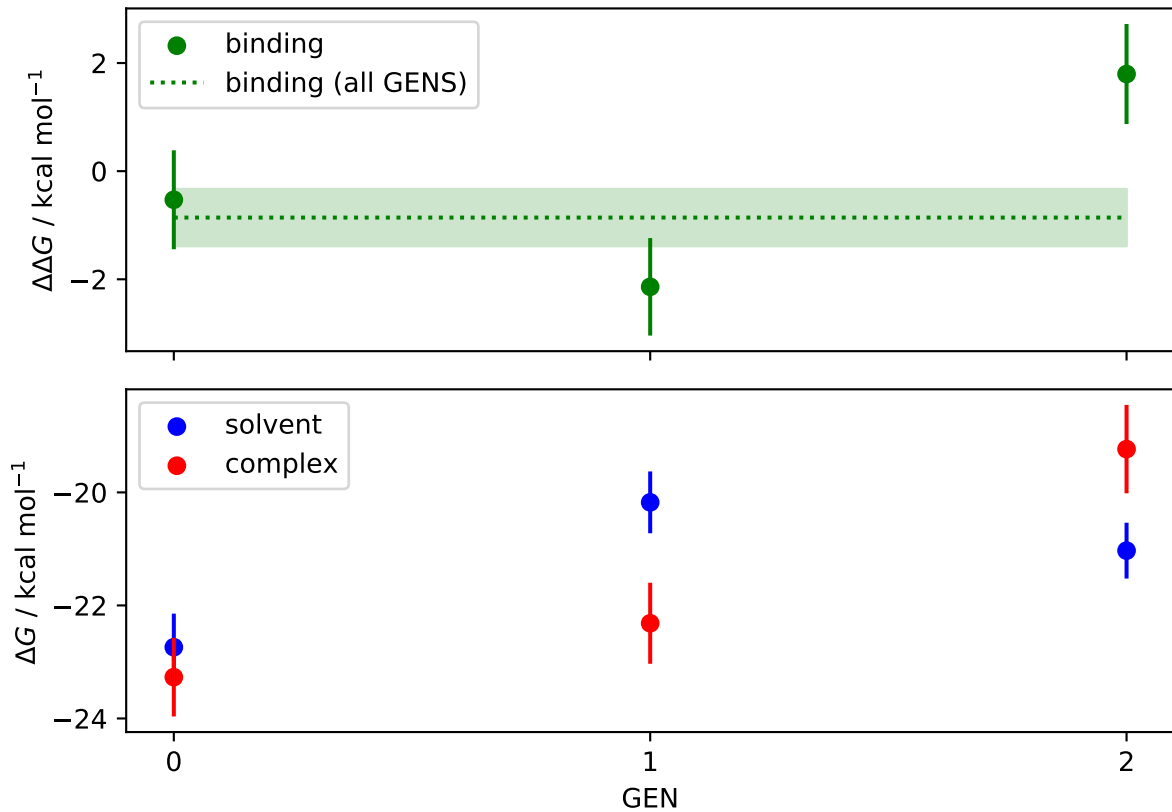 binding
binding (all GENS)
ΔΔG / kcal mol⁻¹
2
0
−2
solvent
complex
ΔG / kcal mol⁻¹
−20
−22
−24
0 1 2
GEN